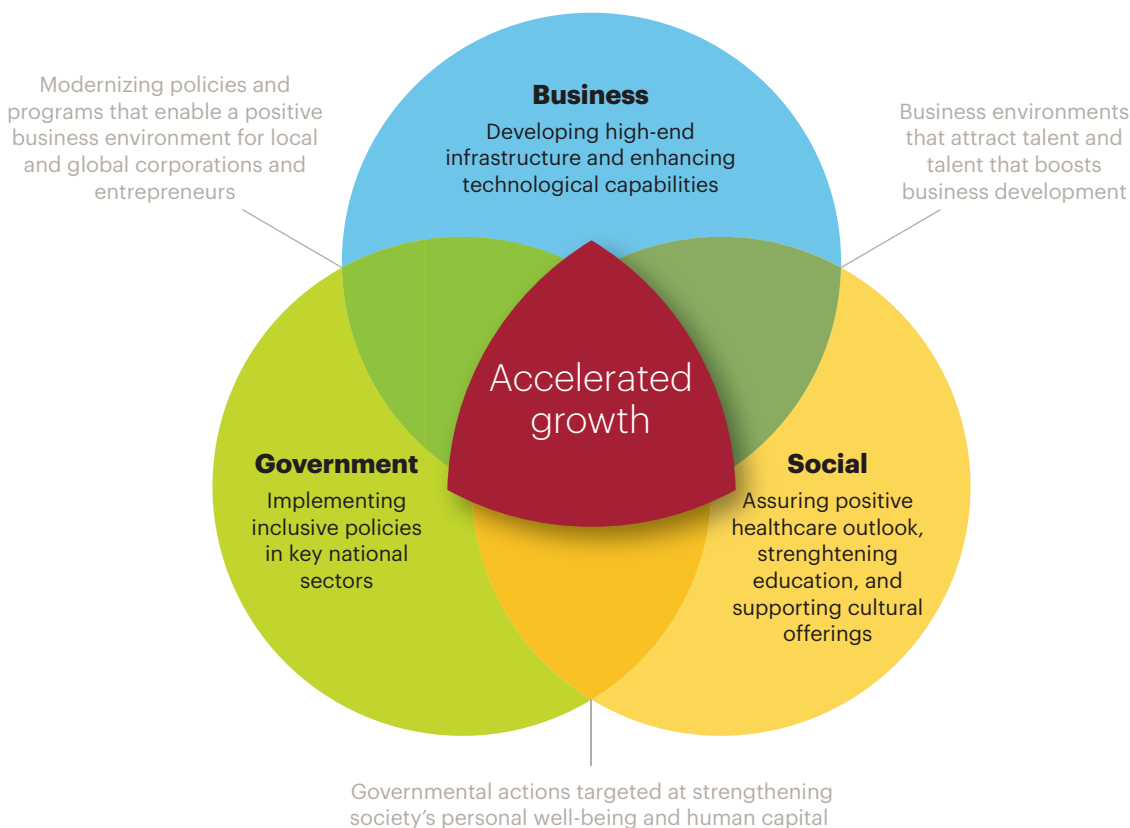 Modernizing policies and
programs that enable a positive
business environment for local
and global corporations and
entrepreneurs
Business
Developing high-end
infrastructure and enhancing
technological capabilities
Business environments
that attract talent and
talent that boosts
business development
Accelerated
growth
Government
Implementing
inclusive policies
in key national
sectors
Social
Assuring positive
healthcare outlook,
strenghtening
education, and
supporting cultural
offerings
Governmental actions targeted at strengthening
society’s personal well-being and human capital